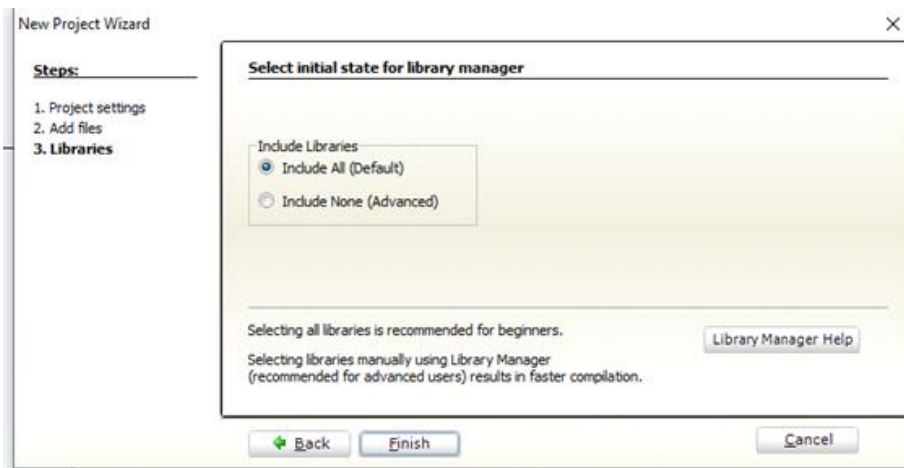 New Project Wizard
Steps:
1. Project settings
2. Add files
3. Libraries
Select initial state for library manager
Include Libraries
Include All (Default)
Include None (Advanced)
Selecting all libraries is recommended for beginners.
Selecting libraries manually using Library Manager
(recommended for advanced users) results in faster compilation.
Library Manager Help
Back
Finish
Cancel